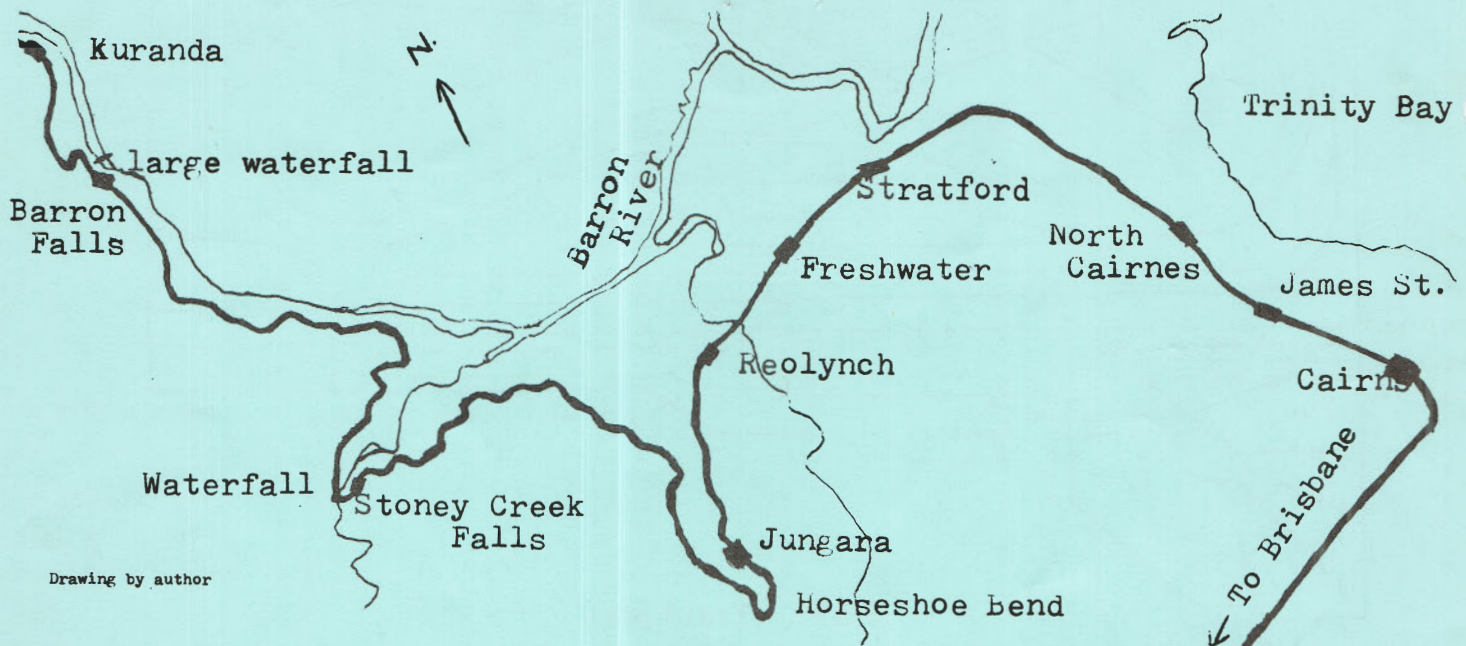 Kuranda
N.
Trinity Bay
large waterfall
Barron
Falls
Barron
River
Stratford
North
Cairnes
Freshwater
James St.
Reolynch
Cairns
Waterfall
Stoney Creek
Falls
Jungara
To Brisbane
Horseshoe Bend
Drawing by author